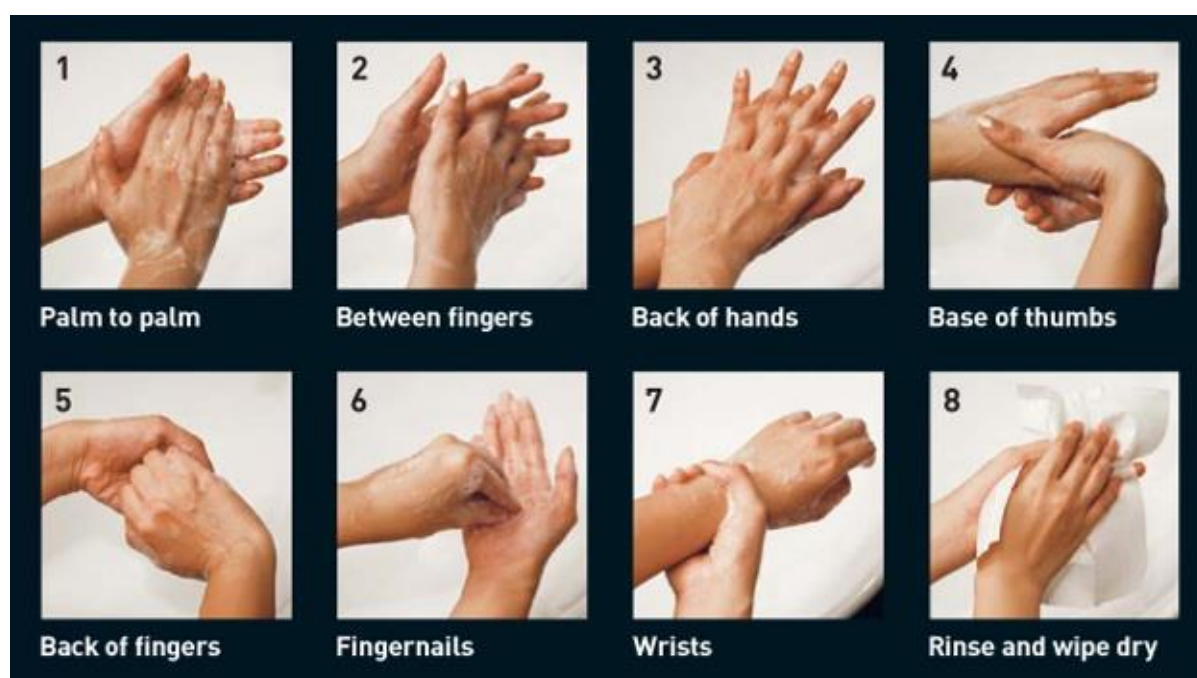 1
2
3
4
Palm to palm
Between fingers
Back of hands
Base of thumbs
5
6
7
8
Back of fingers
Fingernails
Wrists
Rinse and wipe dry